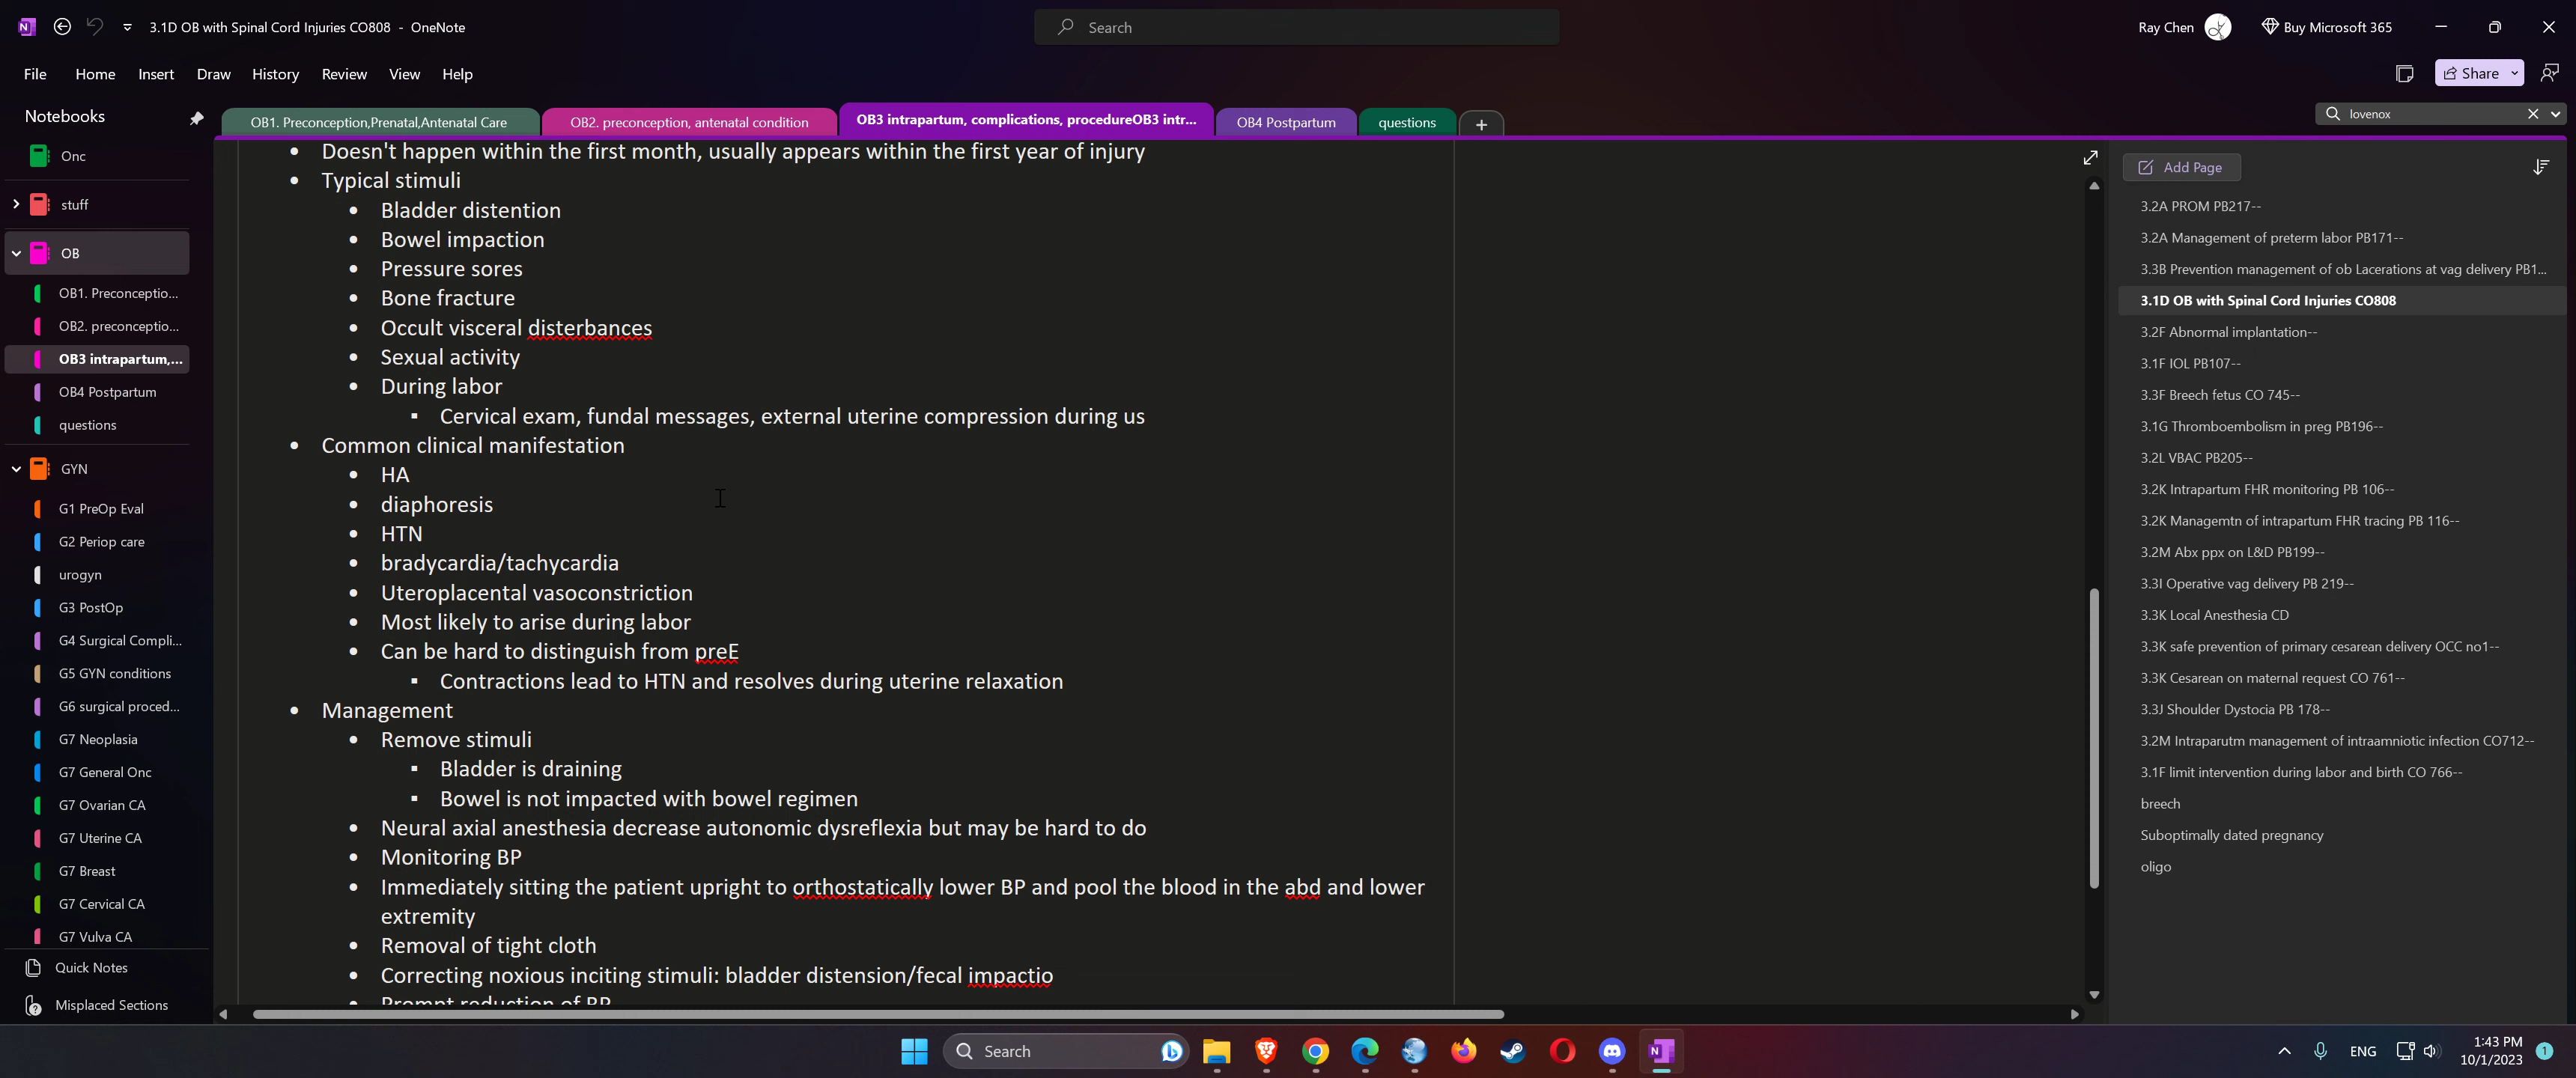 3.1D OB with Spinal Cord Injuries CO808 - OneNote
Search
Ray Chen
Buy Microsoft 365
File Home Insert Draw History Review View Help
Share
Notebooks
OB1. Preconception,Prenatal,Antenatal Care
OB2. preconception, antenatal condition
OB3 intrapartum, complications, procedureOB3 intr...
OB4 Postpartum
questions
+
lovenox
Onc
stuff
OB
OB1. Preconceptio...
OB2. preconceptio...
OB3 intrapartum,...
OB4 Postpartum
questions
GYN
G1 PreOp Eval
G2 Periop care
urogyn
G3 PostOp
G4 Surgical Compli...
G5 GYN conditions
G6 surgical proced...
G7 Neoplasia
G7 General Onc
G7 Ovarian CA
G7 Uterine CA
G7 Breast
G7 Cervical CA
G7 Vulva CA
Quick Notes
Misplaced Sections
• Doesn't happen within the first month, usually appears within the first year of injury
• Typical stimuli
• Bladder distention
• Bowel impaction
• Pressure sores
• Bone fracture
• Occult visceral disterbances
• Sexual activity
• During labor
▪ Cervical exam, fundal messages, external uterine compression during us
• Common clinical manifestation
• HA
• diaphoresis
• HTN
• bradycardia/tachycardia
• Uteroplacental vasoconstriction
• Most likely to arise during labor
• Can be hard to distinguish from preE
▪ Contractions lead to HTN and resolves during uterine relaxation
• Management
• Remove stimuli
▪ Bladder is draining
▪ Bowel is not impacted with bowel regimen
• Neural axial anesthesia decrease autonomic dysreflexia but may be hard to do
• Monitoring BP
• Immediately sitting the patient upright to orthostatically lower BP and pool the blood in the abd and lower
extremity
• Removal of tight cloth
• Correcting noxious inciting stimuli: bladder distension/fecal impactio
• Prompt reduction of BP
Add Page
3.2A PROM PB217--
3.2A Management of preterm labor PB171--
3.3B Prevention management of ob Lacerations at vag delivery PB1...
3.1D OB with Spinal Cord Injuries CO808
3.2F Abnormal implantation--
3.1F IOL PB107--
3.3F Breech fetus CO 745--
3.1G Thromboembolism in preg PB196--
3.2L VBAC PB205--
3.2K Intrapartum FHR monitoring PB 106--
3.2K Managemtn of intrapartum FHR tracing PB 116--
3.2M Abx ppx on L&D PB199--
3.3I Operative vag delivery PB 219--
3.3K Local Anesthesia CD
3.3K safe prevention of primary cesarean delivery OCC no1--
3.3K Cesarean on maternal request CO 761--
3.3J Shoulder Dystocia PB 178--
3.2M Intraparutm management of intraamniotic infection CO712--
3.1F limit intervention during labor and birth CO 766--
breech
Suboptimally dated pregnancy
oligo
Search
ENG
1:43 PM
10/1/2023
1